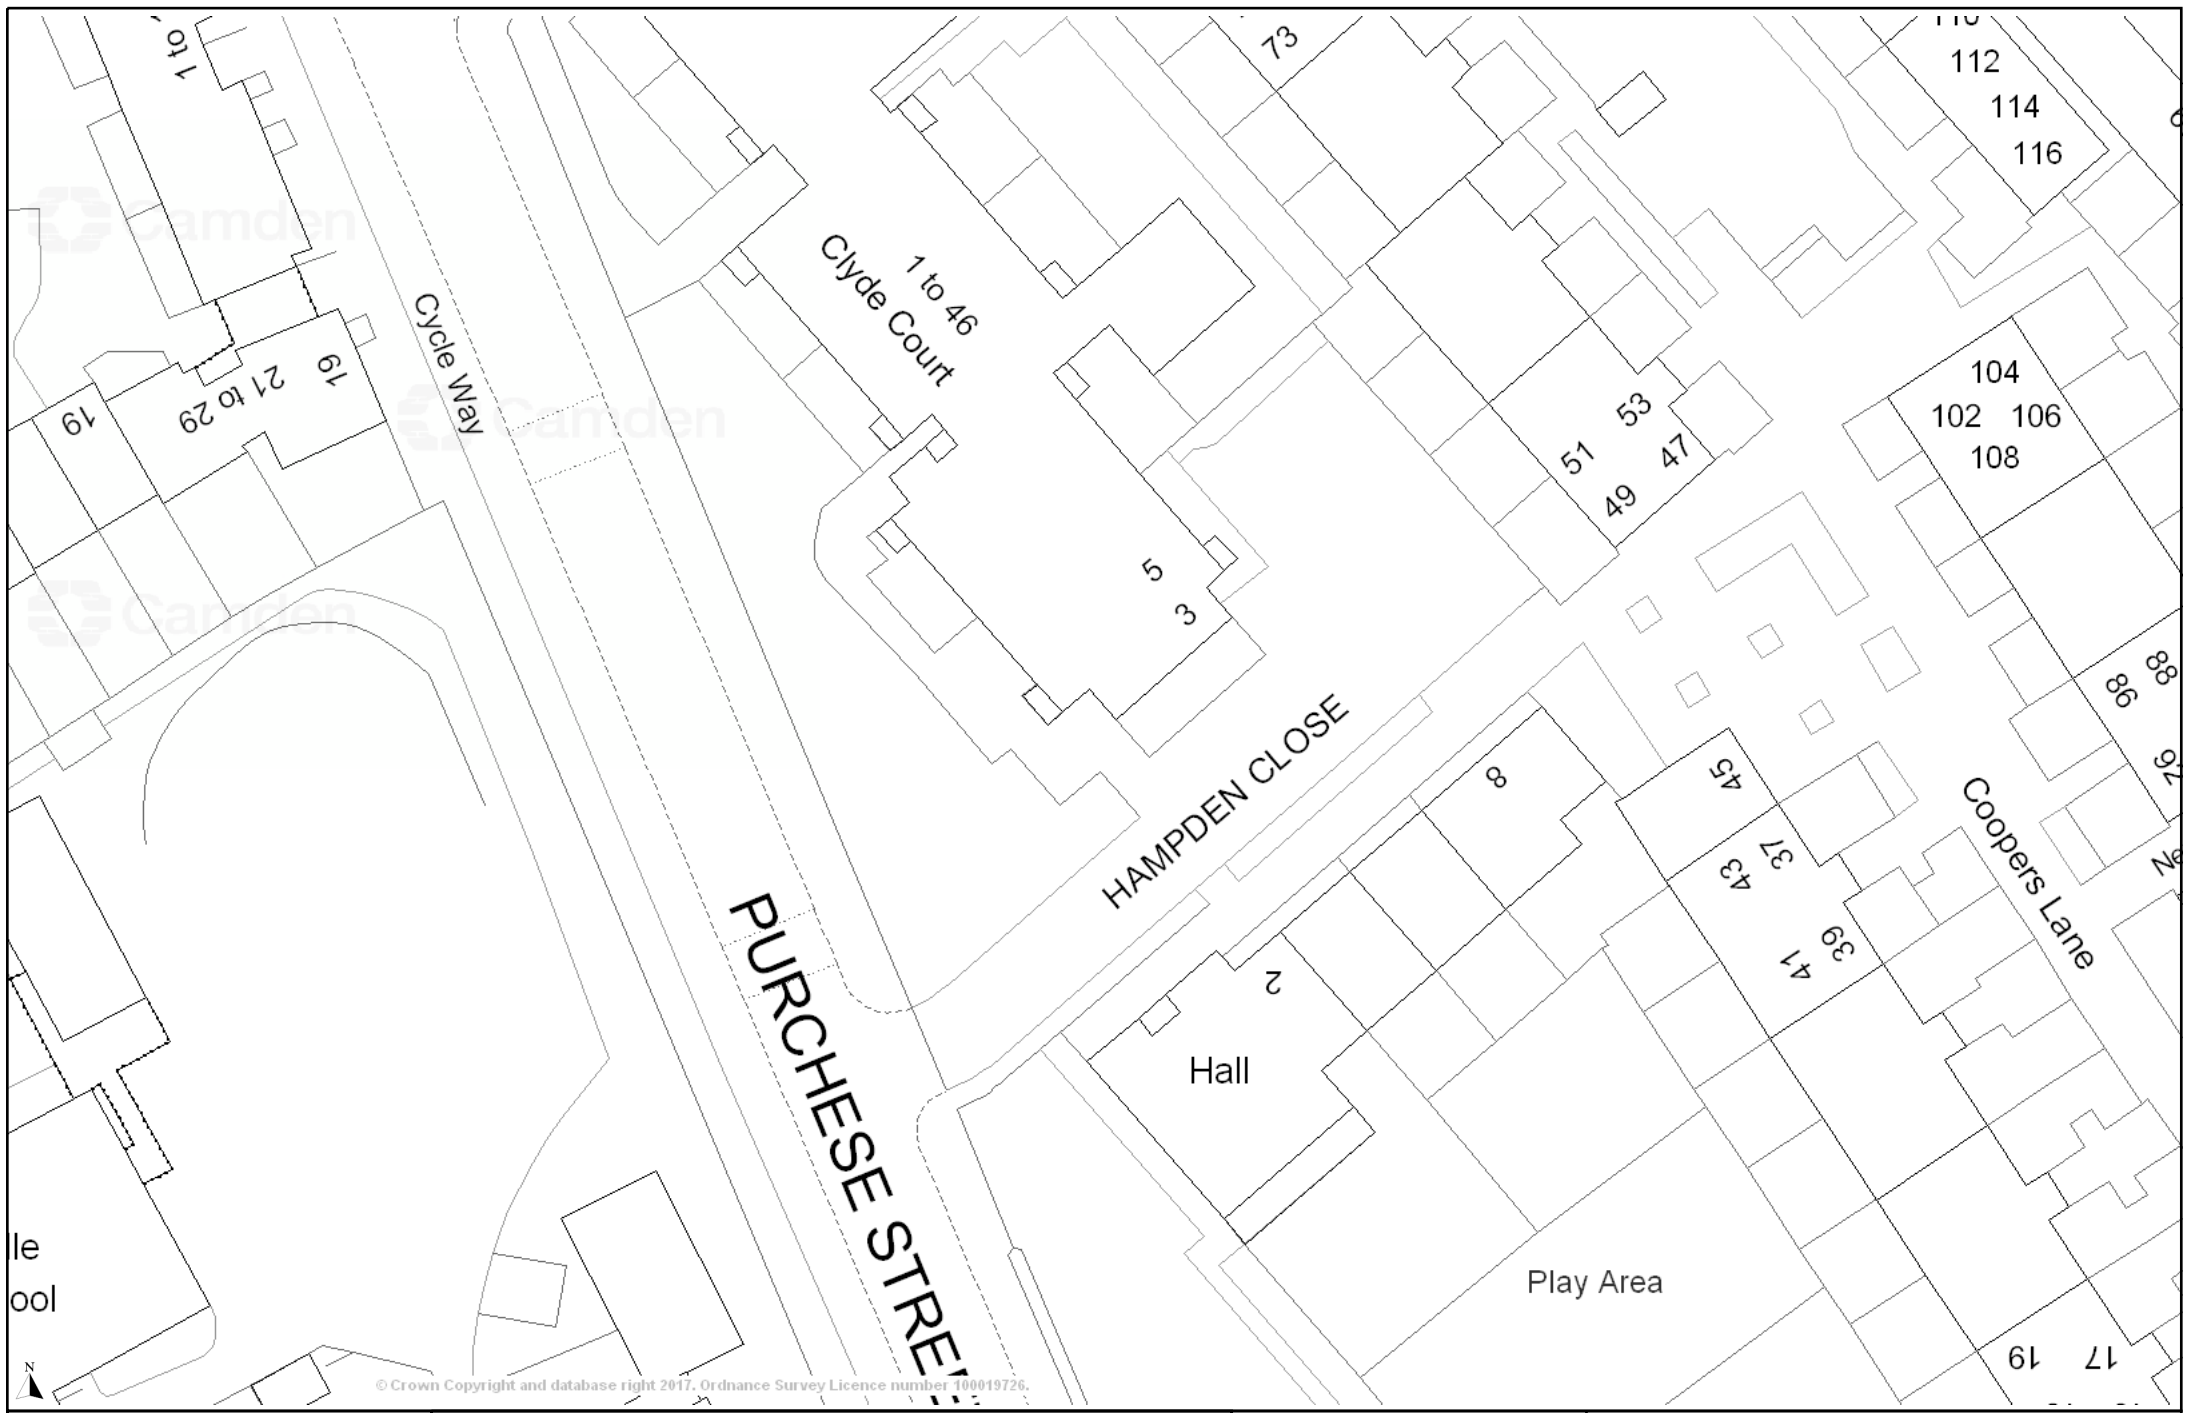 1 to
73
112
114
116
Camden
Clyde Court
1 to 46
Cycle Way
19
21 to 29
19
Camden
53
51
47
49
104
102 106
108
5
3
Camden
88
86
HAMPDEN CLOSE
8
45
37
43
39
41
Coopers Lane
PURCHESE STREE
2
Hall
lle
ool
Play Area
19 17
N
© Crown Copyright and database right 2017. Ordnance Survey Licence number 100019726.